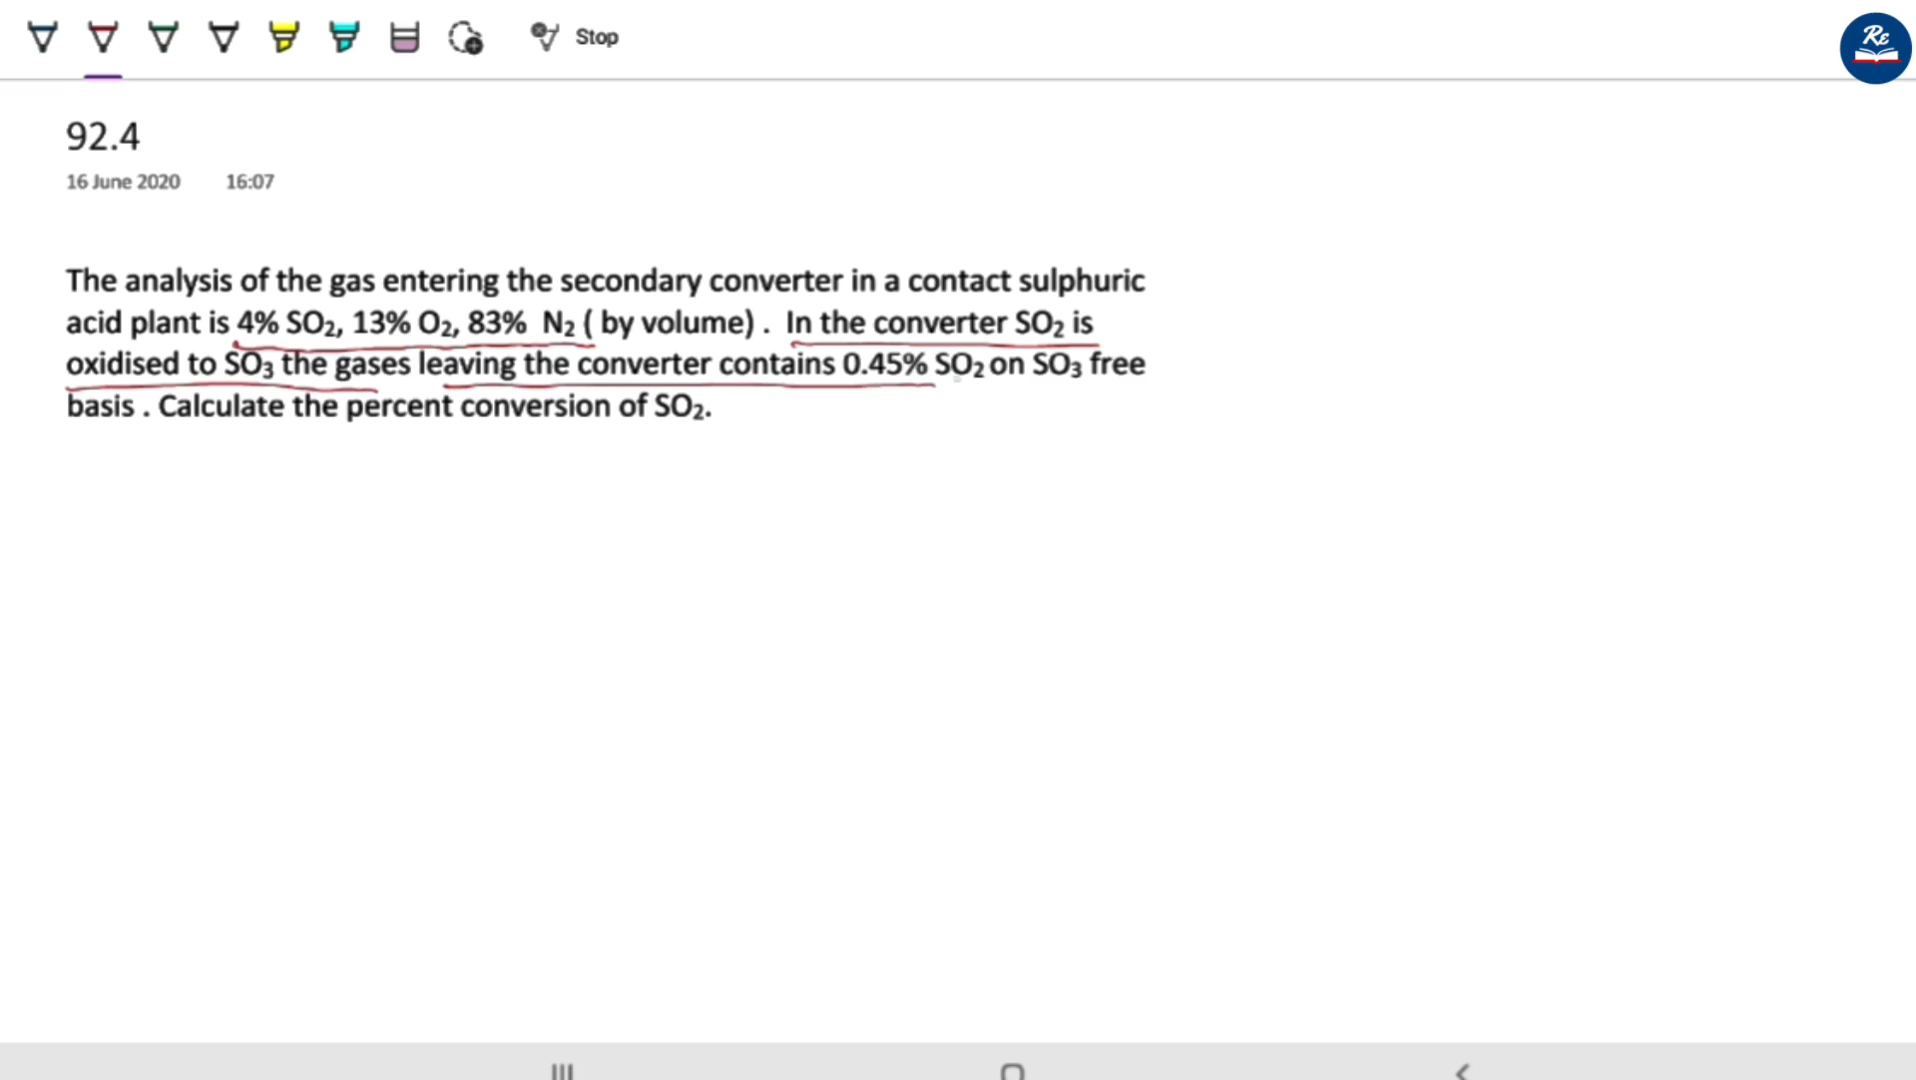 Stop
Rε
92.4
16 June 2020 16:07
The analysis of the gas entering the secondary converter in a contact sulphuric
acid plant is 4% SO₂, 13% O₂, 83% N₂ ( by volume) . In the converter SO₂ is
oxidised to SO₃ the gases leaving the converter contains 0.45% SO₂ on SO₃ free
basis . Calculate the percent conversion of SO₂.